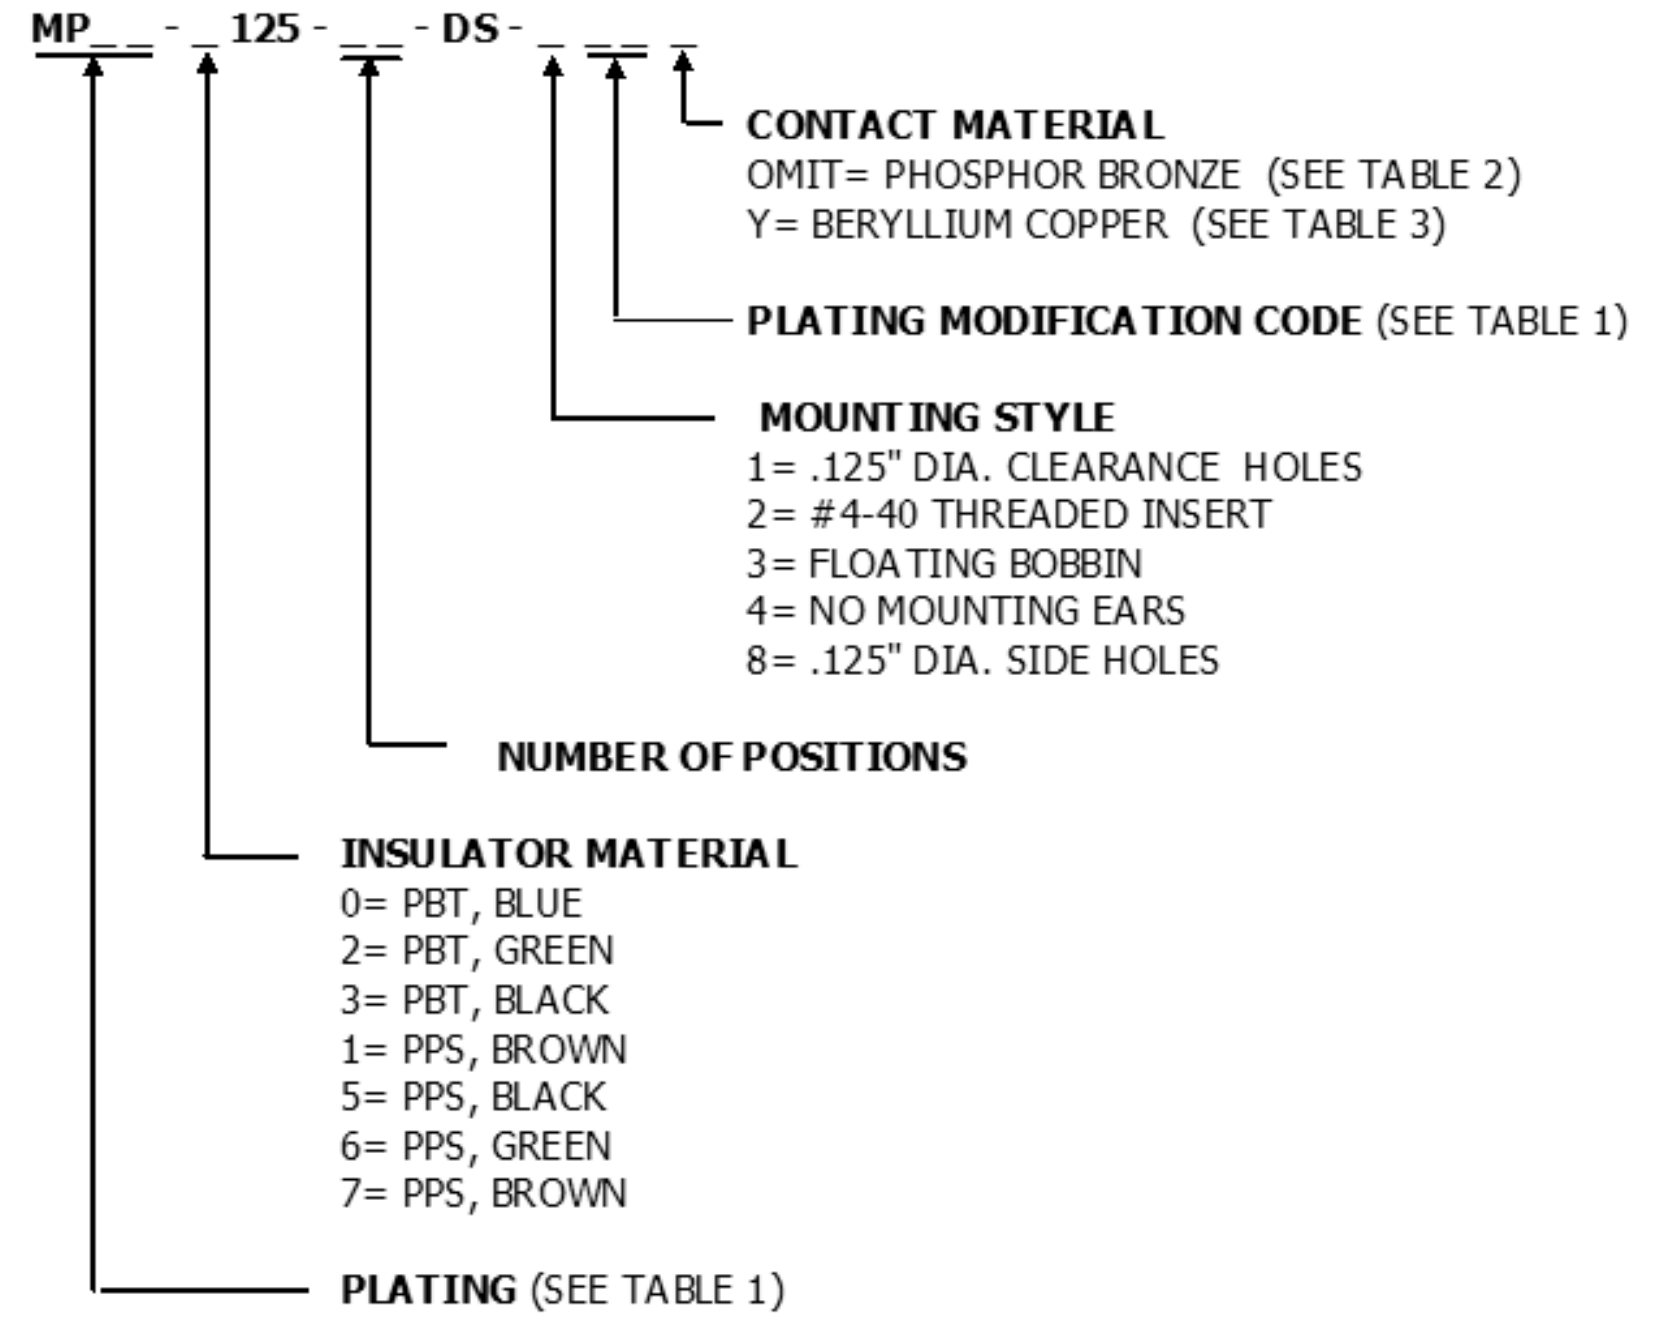 MP_ _ - _ 125 - _ _ - DS - _ _ _ _
CONTACT MATERIAL
OMIT= PHOSPHOR BRONZE (SEE TABLE 2)
Y= BERYLLIUM COPPER (SEE TABLE 3)
PLATING MODIFICATION CODE (SEE TABLE 1)
MOUNTING STYLE
1= .125" DIA. CLEARANCE HOLES
2= #4-40 THREADED INSERT
3= FLOATING BOBBIN
4= NO MOUNTING EARS
8= .125" DIA. SIDE HOLES
NUMBER OF POSITIONS
INSULATOR MATERIAL
0= PBT, BLUE
2= PBT, GREEN
3= PBT, BLACK
1= PPS, BROWN
5= PPS, BLACK
6= PPS, GREEN
7= PPS, BROWN
PLATING (SEE TABLE 1)